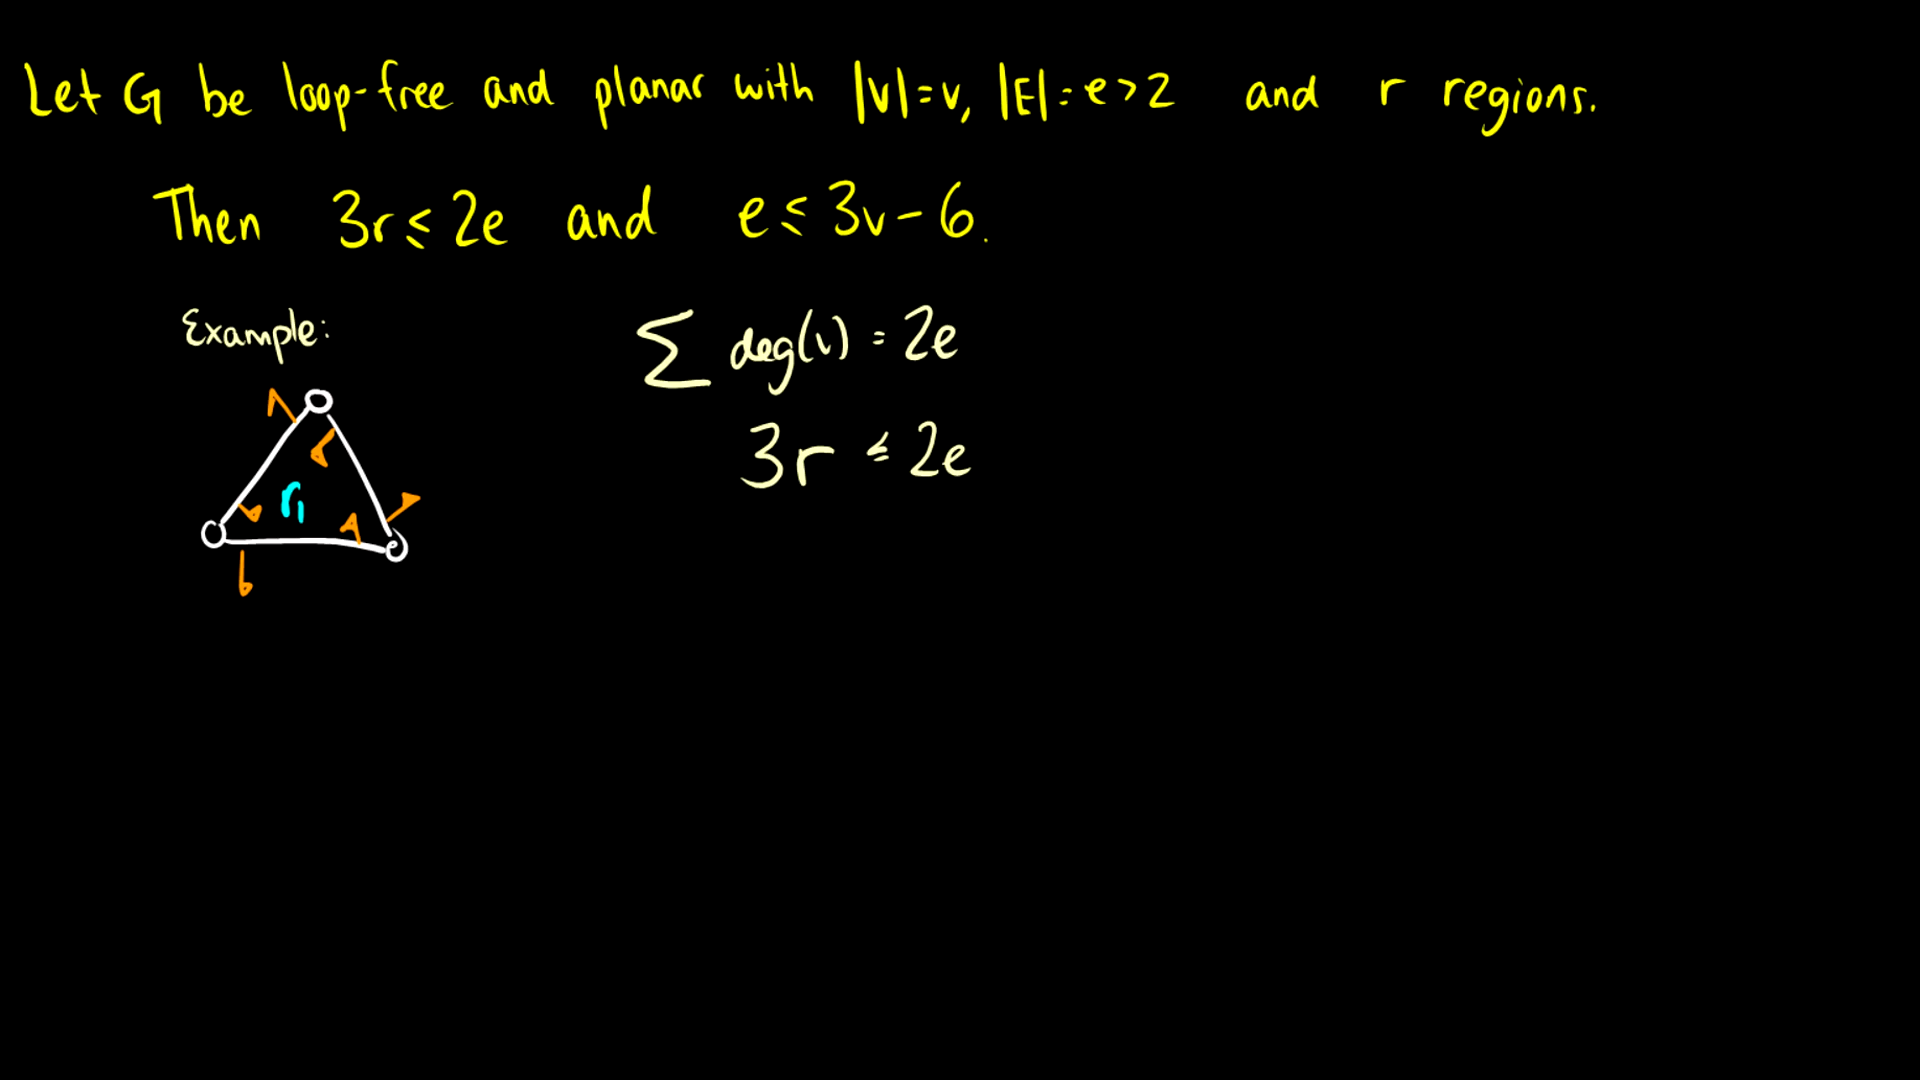 Let G be loop-free and planar with |V|=v, |E|=e>2 and r regions.
Then 3r ≤ 2e and e ≤ 3v - 6.
Example:
∑ deg(v) = 2e
3r ≤ 2e
r₁